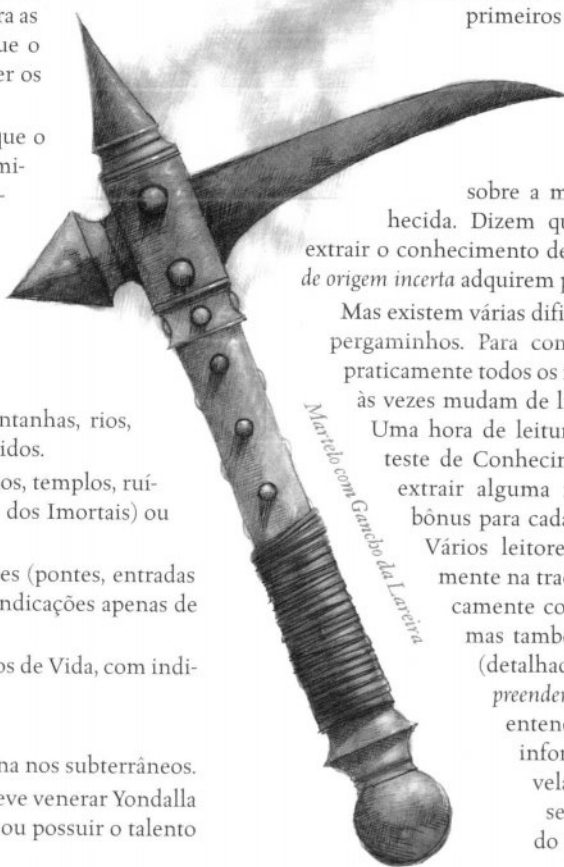 ra as
ue o
er os
que o
mi-
-
ntanhas, rios,
idos.
os, templos, ruí-
dos Imortais) ou
es (pontes, entradas
ndicações apenas de
os de Vida, com indi-
na nos subterrâneos.
eve venerar Yondalla
ou possuir o talento
Martelo com Gancho da Lareira
primeiros
sobre a m
hecida. Dizem qu
extrair o conhecimento de
de origem incerta adquirem p
Mas existem várias difi
pergaminhos. Para con
praticamente todos os
às vezes mudam de l
Uma hora de leitur
teste de Conhecin
extrair alguma
bônus para cada
Vários leitore
mente na trad
camente co
mas també
(detalhad
preender
entend
infor
vela
se
do